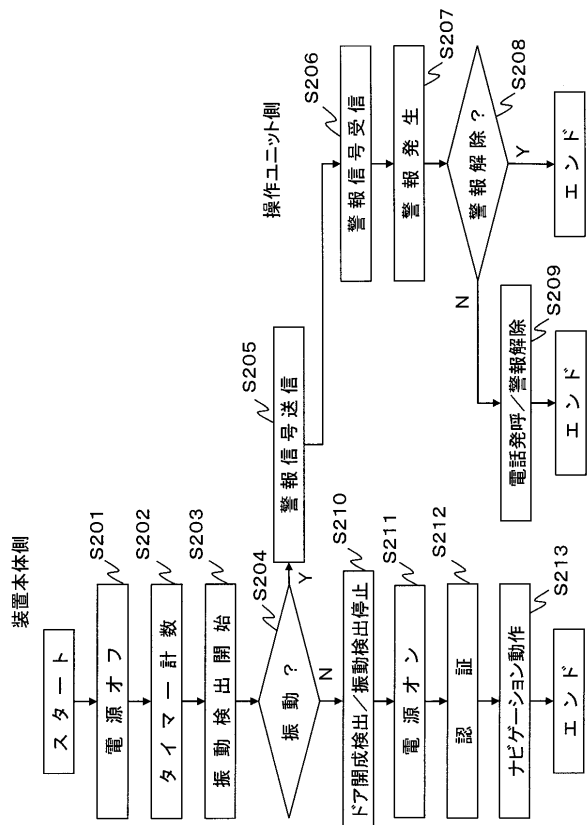 装置本体側
スタート
電源オフ
S201
タイマー計数
S202
振動検出開始
S203
振動？
S204
Y
N
警報信号送信
S205
ドア開成検出／振動検出停止
S210
電源オン
S211
認証
S212
ナビゲーション動作
S213
エンド
操作ユニット側
警報信号受信
S206
警報発生
S207
警報解除？
S208
N
Y
電話発呼／警報解除
S209
エンド
エンド